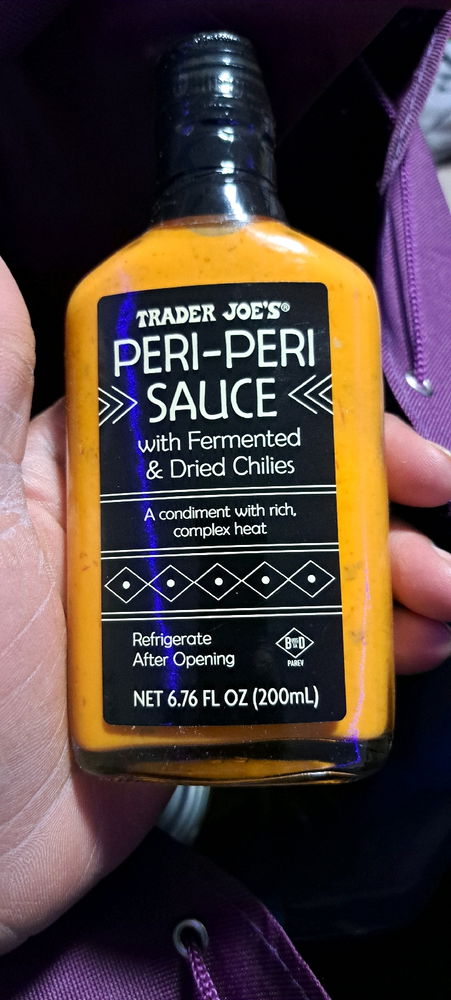 TRADER JOE'S®
PERI-PERI
SAUCE
with Fermented
& Dried Chilies
A condiment with rich,
complex heat
Refrigerate
After Opening
PAREV
NET 6.76 FL OZ (200mL)